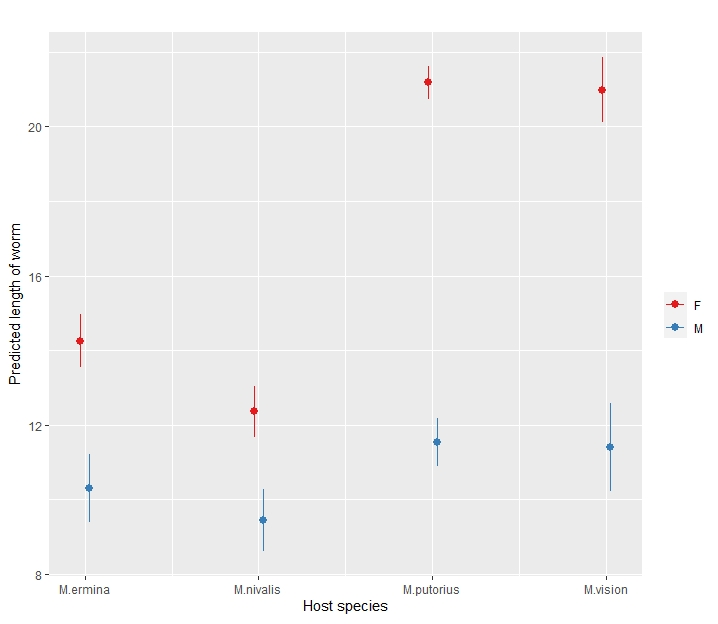 Predicted length of worm
20
16
12
8
M.ermina
M.nivalis
M.putorius
M.vision
Host species
F
M